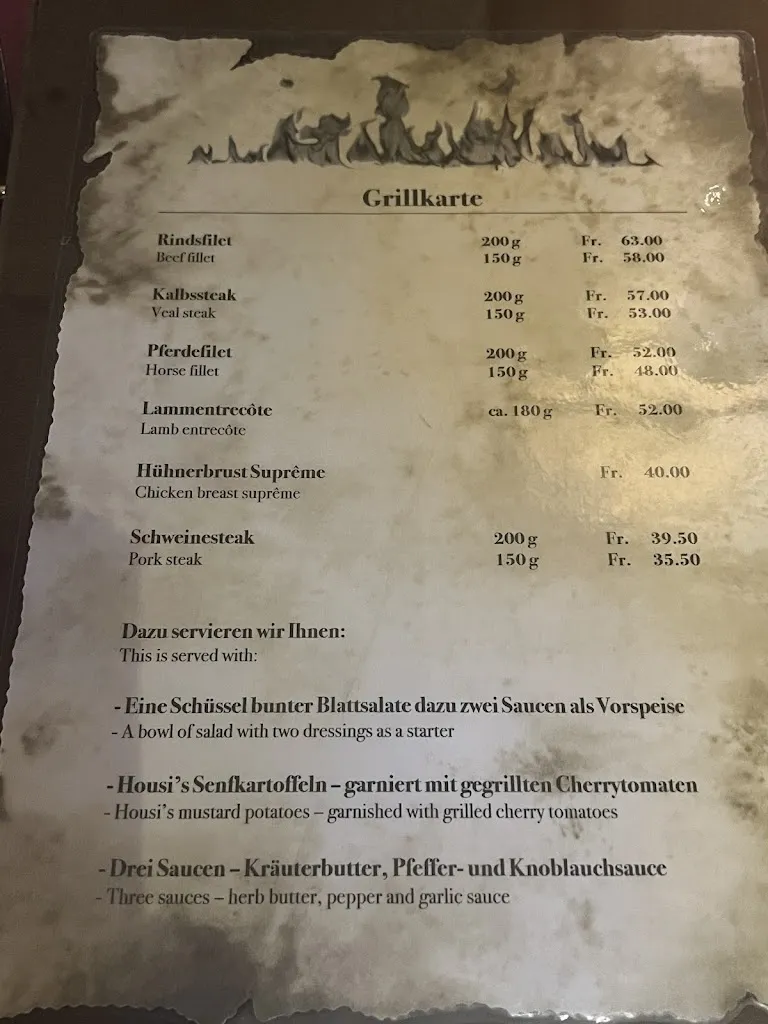 Grillkarte
Rindsfilet 200 g Fr. 63.00
Beef fillet 150 g Fr. 58.00
Kalbssteak 200 g Fr. 57.00
Veal steak 150 g Fr. 53.00
Pferdefilet 200 g Fr. 52.00
Horse fillet 150 g Fr. 48.00
Lammentrecôte ca. 180 g Fr. 52.00
Lamb entrecôte
Hühnerbrust Suprême Fr. 40.00
Chicken breast suprême
Schweinesteak 200 g Fr. 39.50
Pork steak 150 g Fr. 35.50
Dazu servieren wir Ihnen:
This is served with:
- Eine Schüssel bunter Blattsalate dazu zwei Saucen als Vorspeise
- A bowl of salad with two dressings as a starter
- Housi's Senfkartoffeln – garniert mit gegrillten Cherrytomaten
- Housi's mustard potatoes – garnished with grilled cherry tomatoes
- Drei Saucen – Kräuterbutter, Pfeffer- und Knoblauchsauce
- Three sauces – herb butter, pepper and garlic sauce